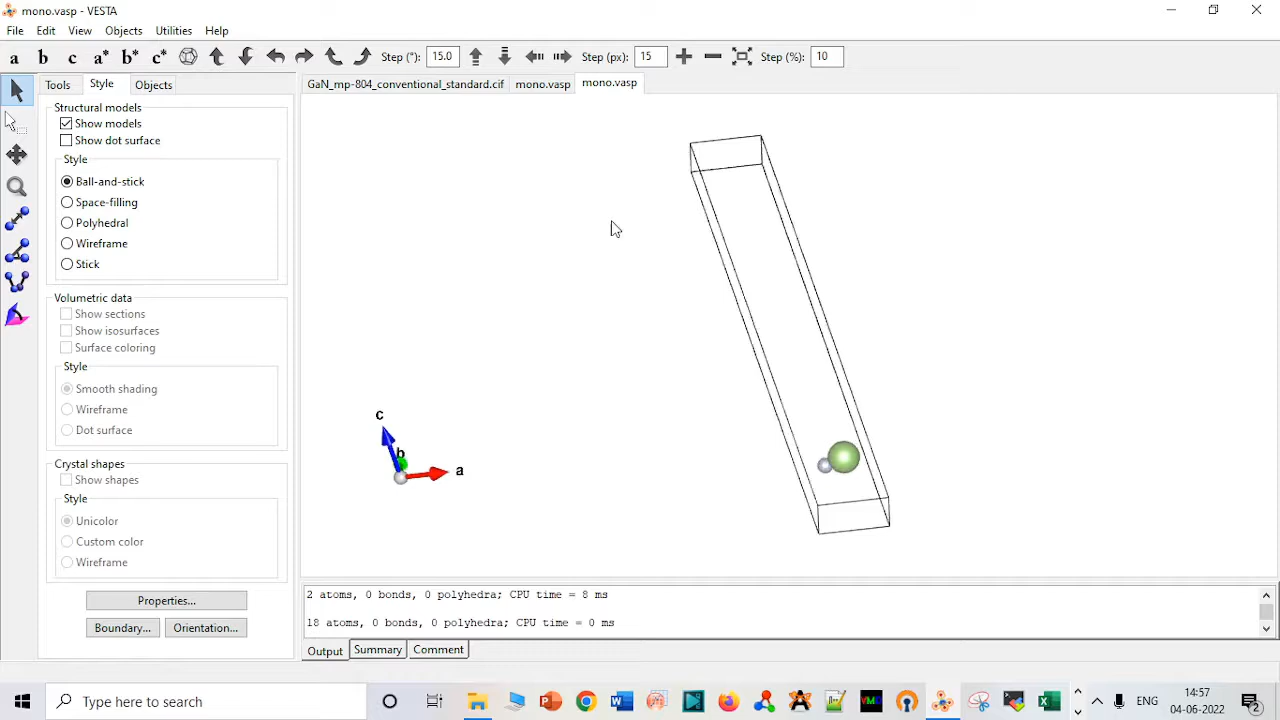 mono.vasp - VESTA
File Edit View Objects Utilities Help
a b c a* b* c* Step (°): 15.0 Step (px): 15 Step (%): 10
Tools Style Objects
GaN_mp-804_conventional_standard.cif mono.vasp mono.vasp
Structural models
Show models
Show dot surface
Style
Ball-and-stick
Space-filling
Polyhedral
Wireframe
Stick
Volumetric data
Show sections
Show isosurfaces
Surface coloring
Style
Smooth shading
Wireframe
Dot surface
Crystal shapes
Show shapes
Style
Unicolor
Custom color
Wireframe
Properties...
Boundary... Orientation...
c
b
a
2 atoms, 0 bonds, 0 polyhedra; CPU time = 8 ms
18 atoms, 0 bonds, 0 polyhedra; CPU time = 0 ms
Output Summary Comment
Type here to search
ENG
14:57
04-06-2022
2